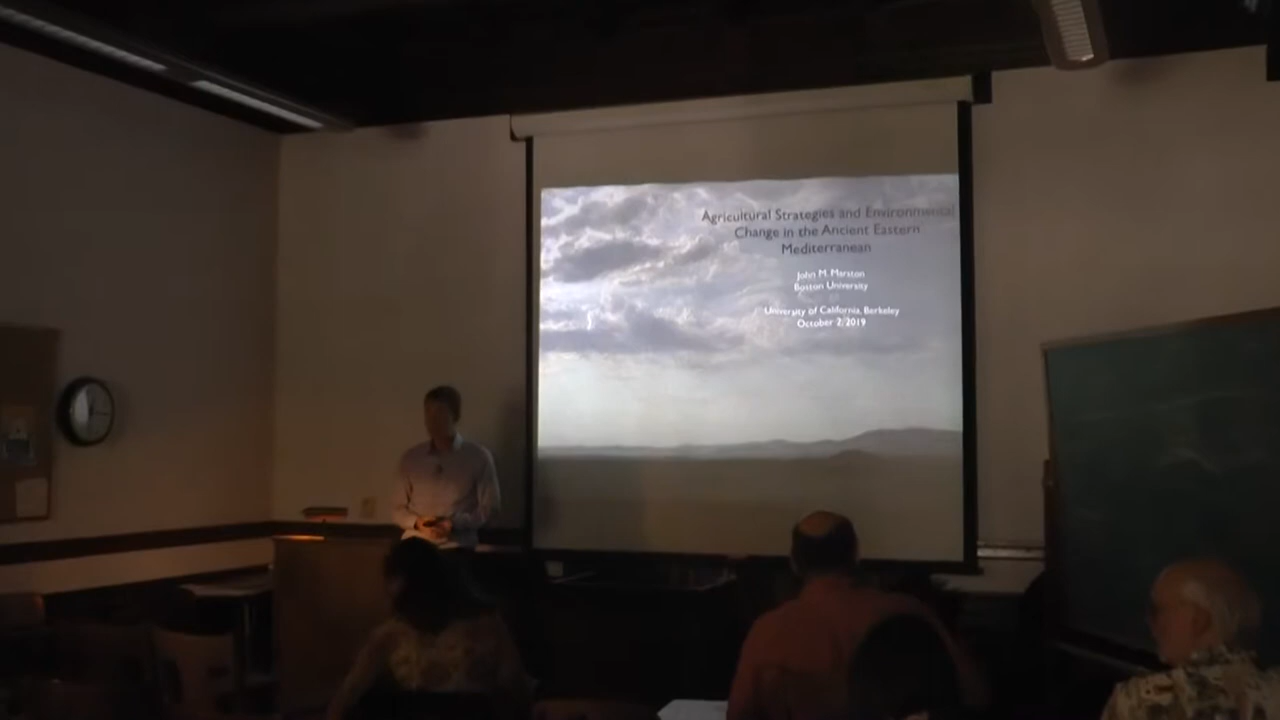 Agricultural Strategies and Environmental
Change in the Ancient Eastern
Mediterranean
John M. Marston
Boston University
University of California, Berkeley
October 2, 2019